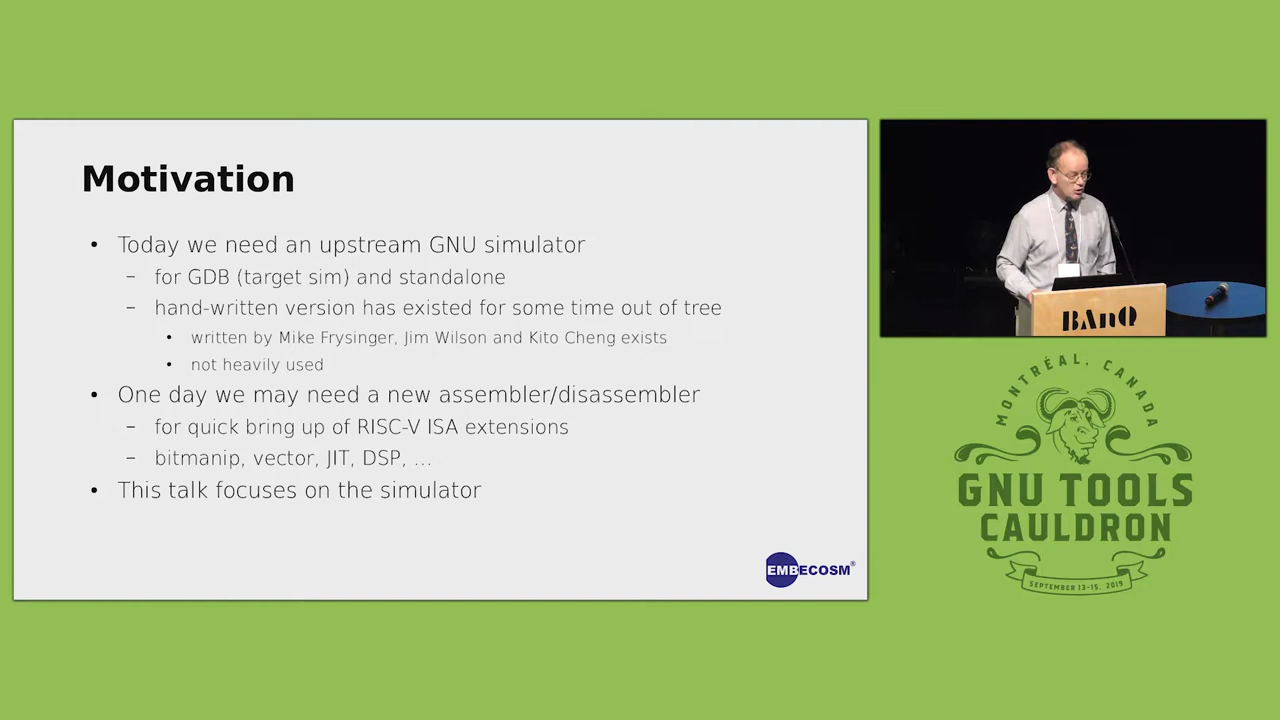 Motivation
• Today we need an upstream GNU simulator
– for GDB (target sim) and standalone
– hand-written version has existed for some time out of tree
• written by Mike Frysinger, Jim Wilson and Kito Cheng exists
• not heavily used
• One day we may need a new assembler/disassembler
– for quick bring up of RISC-V ISA extensions
– bitmanip, vector, JIT, DSP, ...
• This talk focuses on the simulator
EMBECOSM®
BAnQ
MONTRÉAL, CANADA
GNU TOOLS
CAULDRON
SEPTEMBER 13-15, 2019